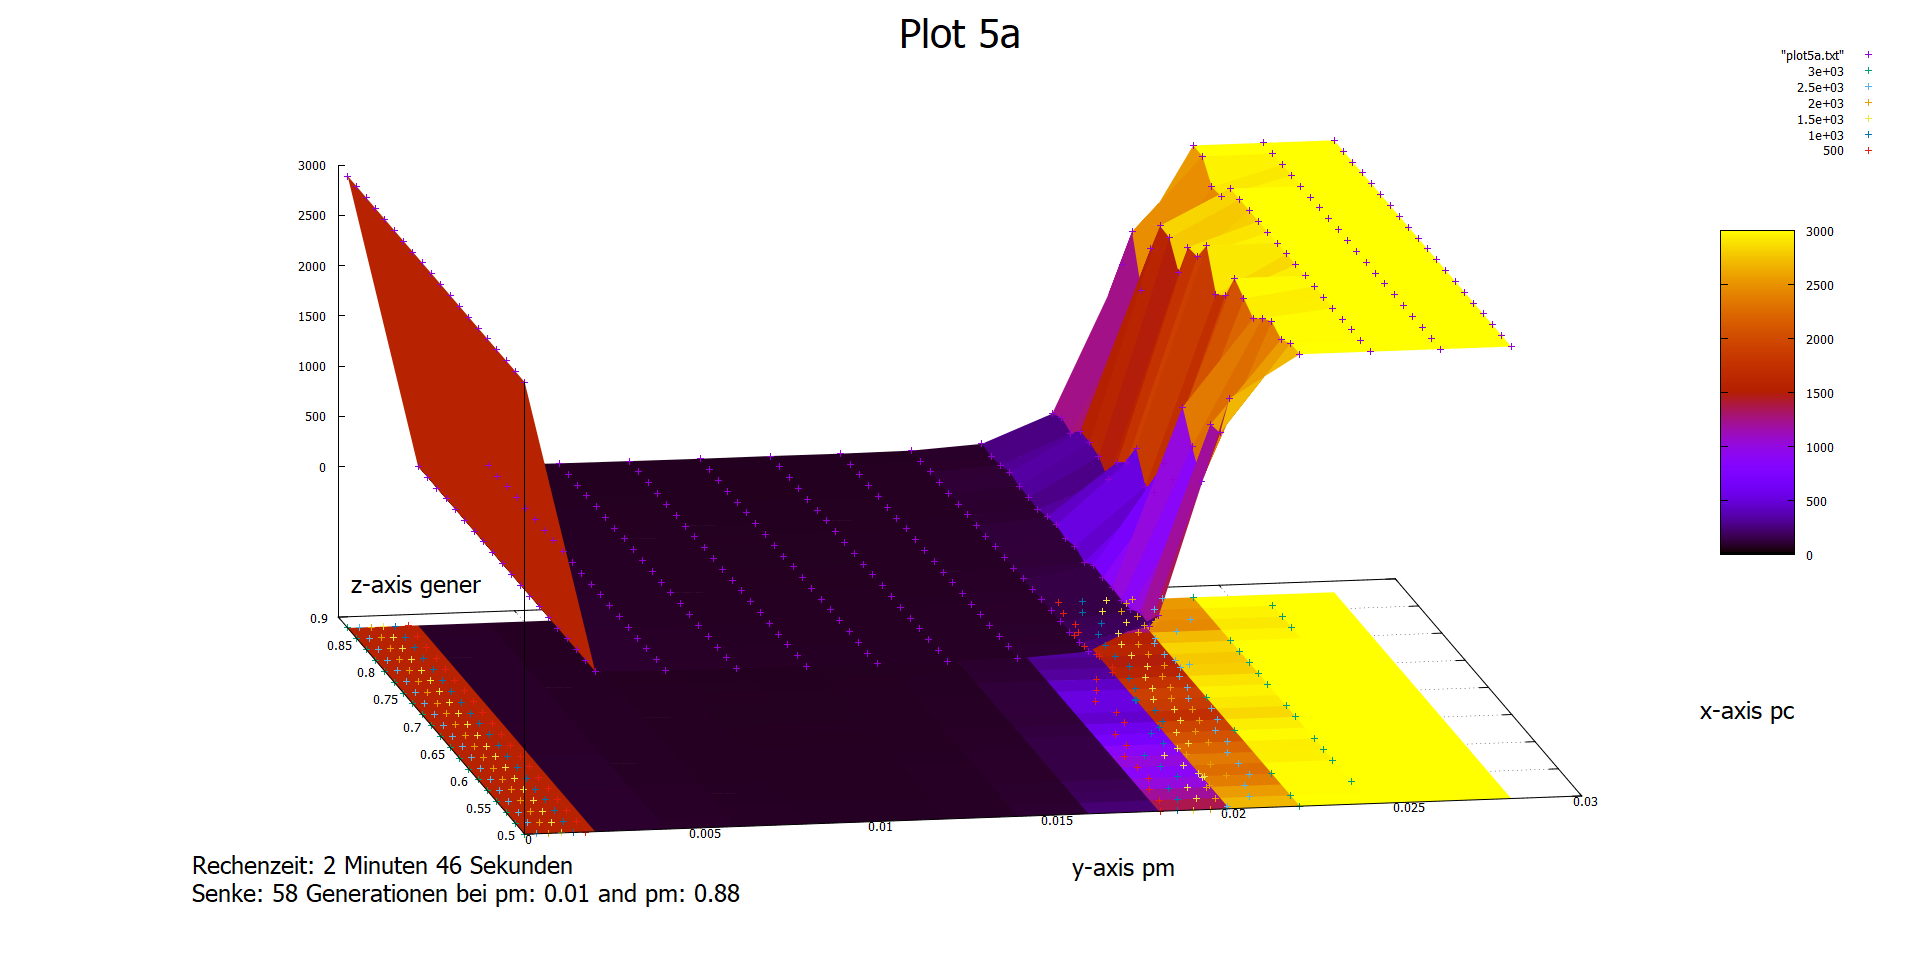 Plot 5a
"plot5a.txt"
3e+03
2.5e+03
2e+03
1.5e+03
1e+03
500
3000
2500
2000
1500
1000
500
0
3000
2500
2000
1500
1000
500
0
z-axis gener
0.9
0.85
0.8
0.75
0.7
0.65
0.6
0.55
0.5
0
0.005
0.01
0.015
0.02
0.025
0.03
x-axis pc
y-axis pm
Rechenzeit: 2 Minuten 46 Sekunden
Senke: 58 Generationen bei pm: 0.01 and pm: 0.88